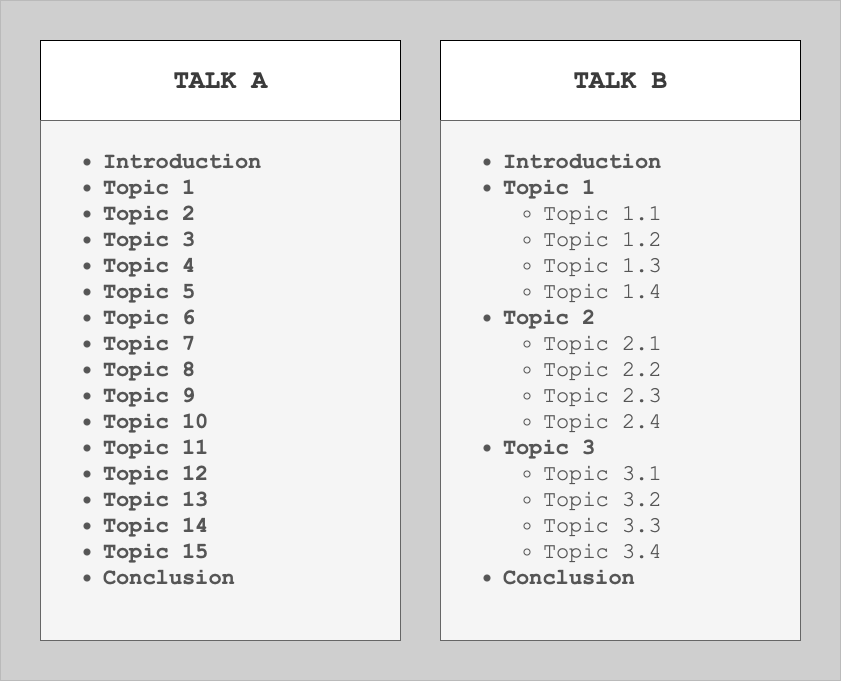 TALK A
• Introduction
• Topic 1
• Topic 2
• Topic 3
• Topic 4
• Topic 5
• Topic 6
• Topic 7
• Topic 8
• Topic 9
• Topic 10
• Topic 11
• Topic 12
• Topic 13
• Topic 14
• Topic 15
• Conclusion
TALK B
• Introduction
• Topic 1
◦ Topic 1.1
◦ Topic 1.2
◦ Topic 1.3
◦ Topic 1.4
• Topic 2
◦ Topic 2.1
◦ Topic 2.2
◦ Topic 2.3
◦ Topic 2.4
• Topic 3
◦ Topic 3.1
◦ Topic 3.2
◦ Topic 3.3
◦ Topic 3.4
• Conclusion